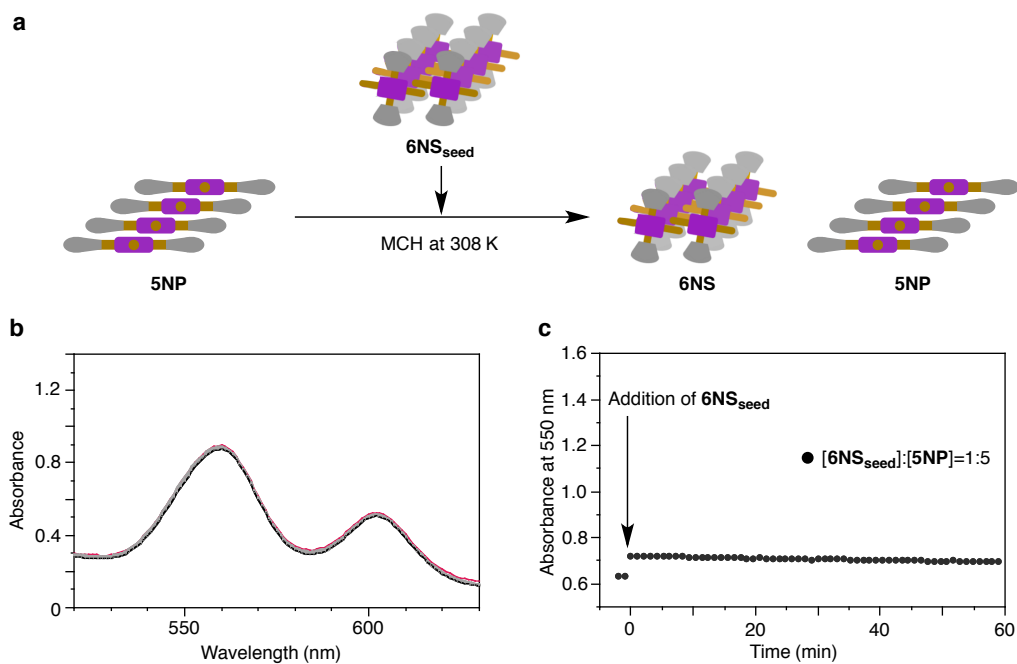 a
6NSseed
MCH at 308 K
5NP
6NS
5NP
b
1.2
0.8
0.4
0
550
600
Absorbance
Wavelength (nm)
c
1.6
1.4
1.2
1.0
0.8
0.6
Addition of 6NSseed
[6NSseed]:[5NP]=1:5
0
20
40
60
Absorbance at 550 nm
Time (min)